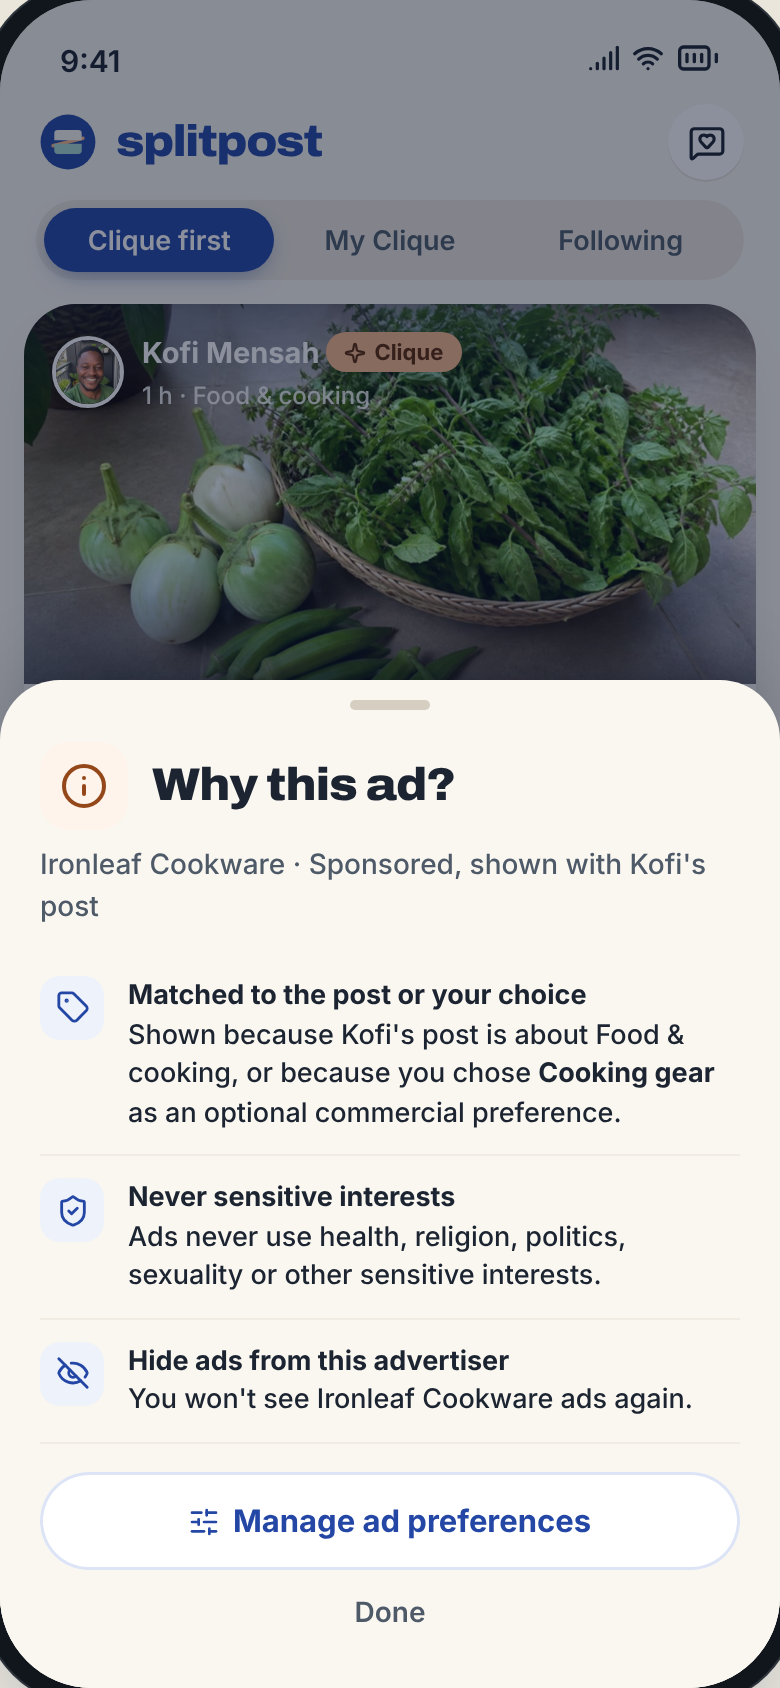 9:41
splitpost
Clique first
My Clique
Following
Kofi Mensah
Clique
1 h · Food & cooking
Why this ad?
Ironleaf Cookware · Sponsored, shown with Kofi's
post
Matched to the post or your choice
Shown because Kofi's post is about Food &
cooking, or because you chose Cooking gear
as an optional commercial preference.
Never sensitive interests
Ads never use health, religion, politics,
sexuality or other sensitive interests.
Hide ads from this advertiser
You won't see Ironleaf Cookware ads again.
Manage ad preferences
Done